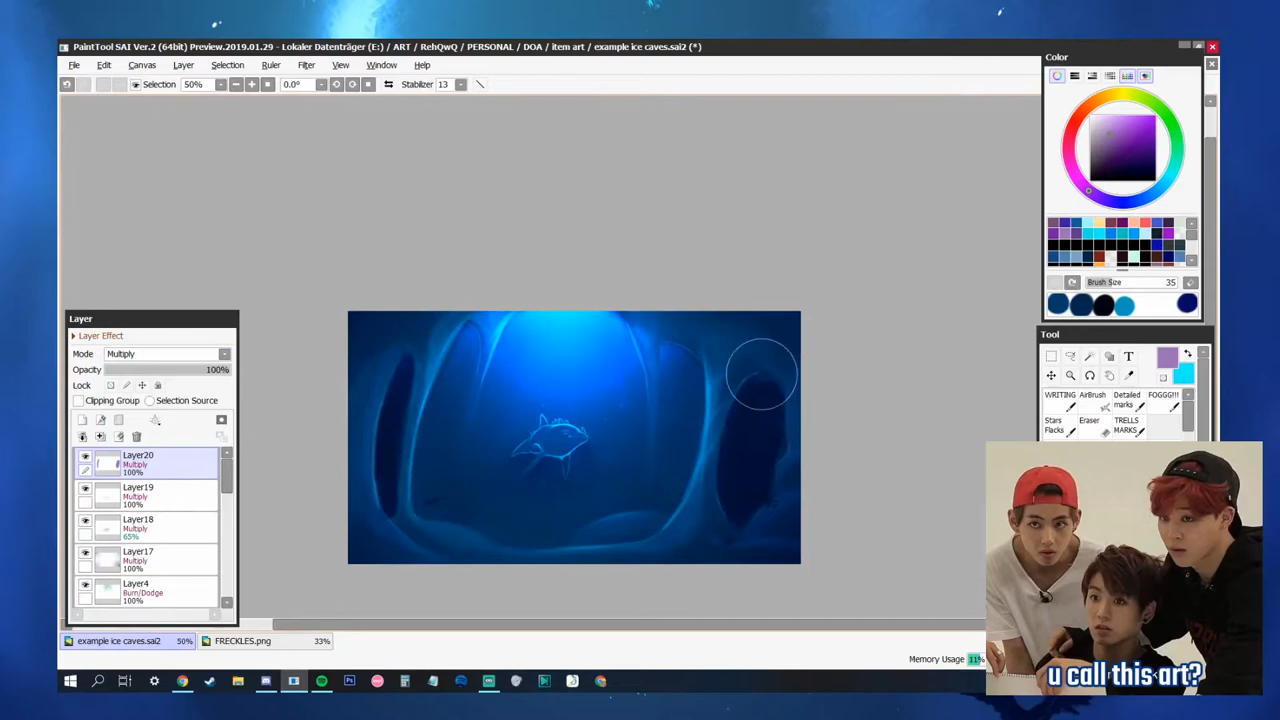 PaintTool SAI Ver.2 (64bit) Preview.2019.01.29 - Lokaler Datenträger (E:) / ART / RehQwQ / PERSONAL / DOA / item art / example ice caves.sai2 (*)
File Edit Canvas Layer Selection Ruler Filter View Window Help
Selection 50% 0.0° Stabilizer 13
Color
Brush Size 35
Tool
T
WRITING AirBrush Detailed marks FOGGG!!!
Stars Flacks Eraser TRELLS MARKS
Layer
Layer Effect
Mode Multiply
Opacity 100%
Lock
Clipping Group Selection Source
Layer20
Multiply
100%
Layer19
Multiply
100%
Layer18
Multiply
65%
Layer17
Multiply
100%
Layer4
Burn/Dodge
100%
example ice caves.sai2 50% FRECKLES.png 33%
Memory Usage 11%
u call this art?